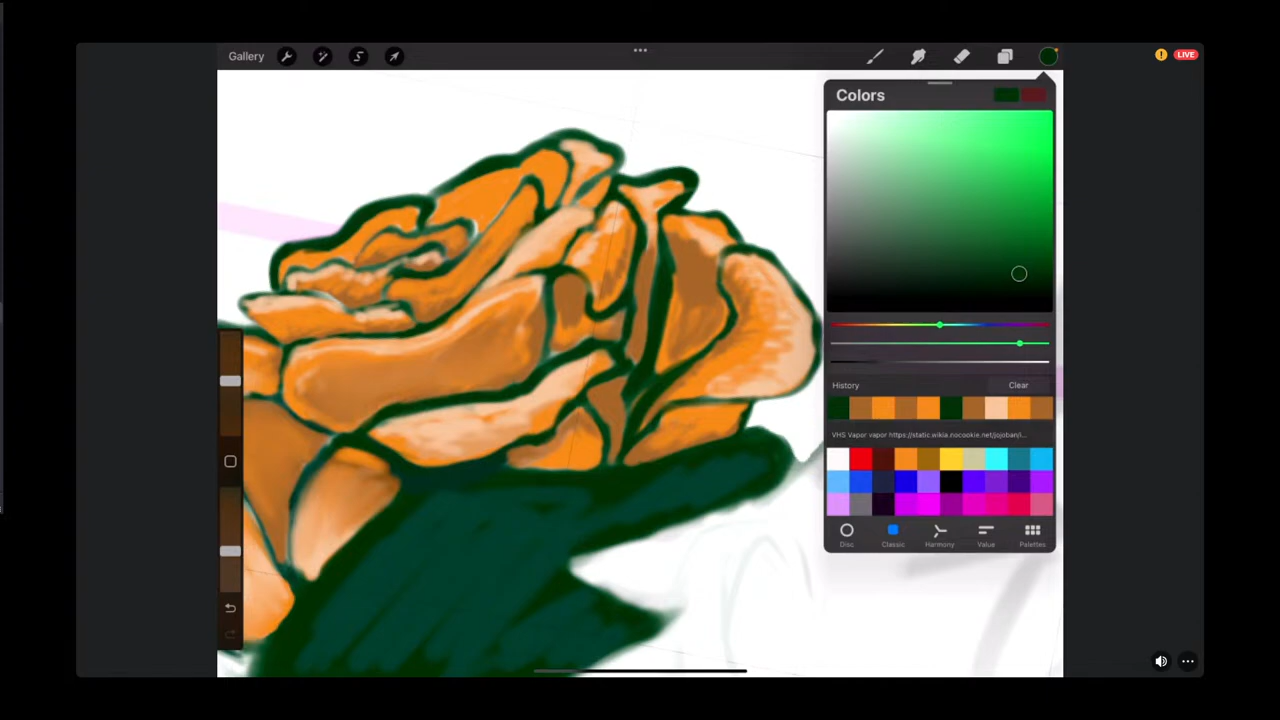 Gallery
LIVE
Colors
History
Clear
VHS Vapor vapor https://static.wikia.nocookie.net/jojoban/i...
Disc
Classic
Harmony
Value
Palettes